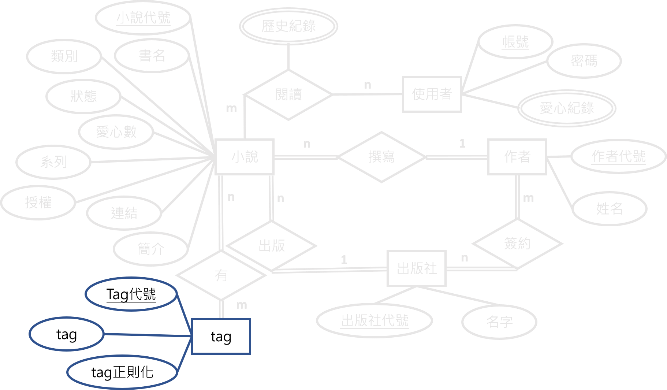 小說代號
歷史紀錄
類別
書名
帳號
密碼
狀態
閱讀
n
使用者
愛心紀錄
m
愛心數
系列
小說
n
撰寫
1
作者
作者代號
授權
連結
n
n
m
姓名
簡介
出版
1
出版社
n
簽約
有
Tag代號
m
出版社代號
名字
tag
tag
tag正則化